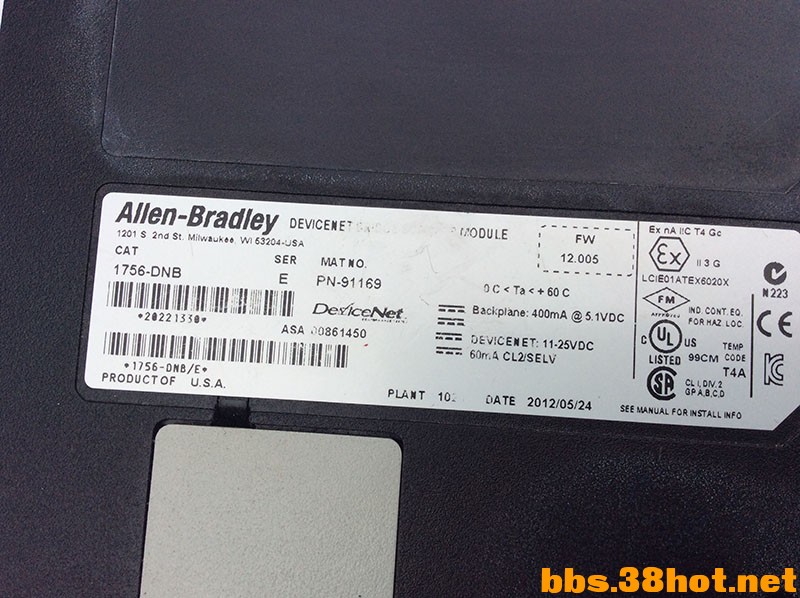 Allen-Bradley DEVICENET MODULE
1201 S. 2nd St. Milwaukee, WI 53204-USA
CAT SER MAT NO.
1756-DNB E PN-91169
*20221330*
DeviceNet
ASA 00861450
*1756-DNB/E*
PRODUCT OF U.S.A.
FW
12.005
0 C < Ta < + 60 C
Backplane: 400mA @ 5.1VDC
DEVICENET: 11-25VDC
60mA CL2/SELV
PLANT 102 DATE 2012/05/24
Ex nA IIC T4 Gc
Ex II 3 G
LCIE01ATEX6020X
FM
APPROVED
IND. CONT. EQ.
FOR HAZ. LOC.
C UL US
LISTED 99CM
TEMP
CODE
T4A
SA
CL I, DIV. 2
GP A,B,C,D
SEE MANUAL FOR INSTALL INFO
N223
CE
bbs.38hot.net